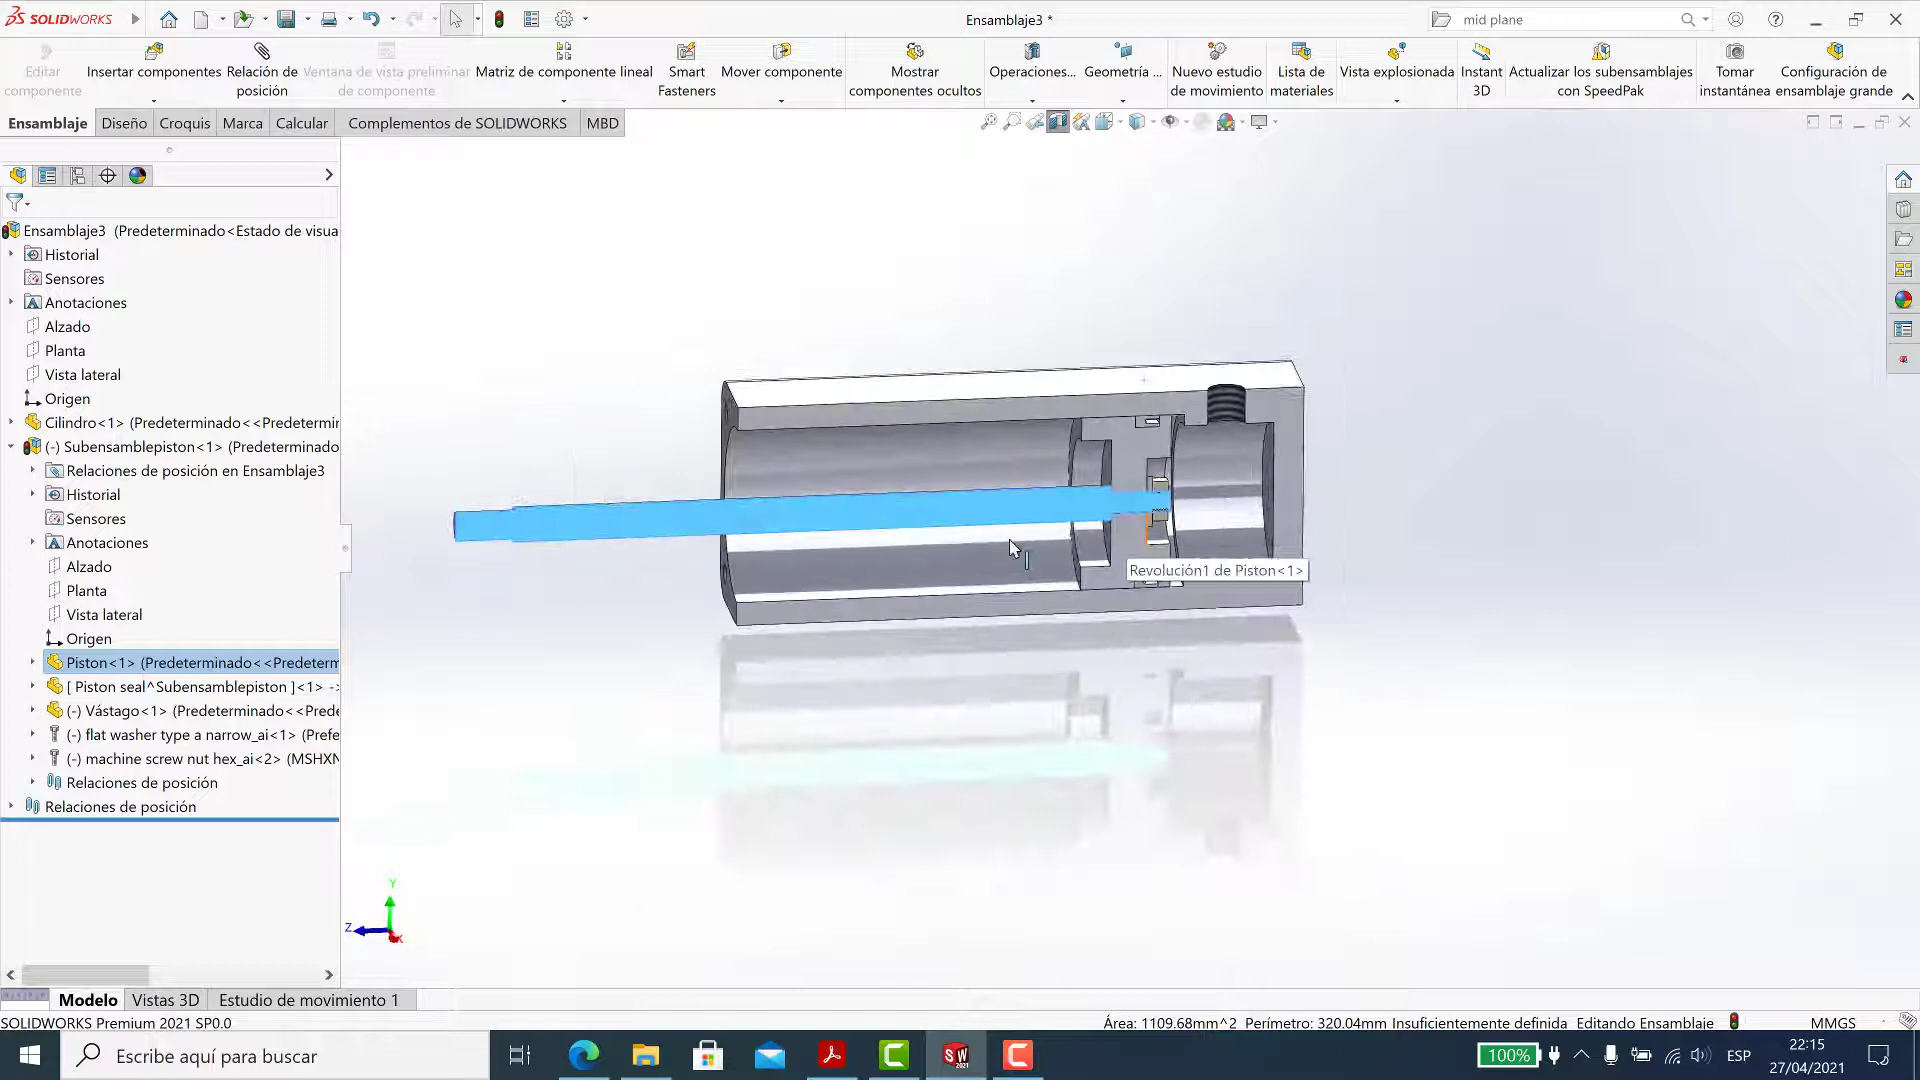 SOLIDWORKS
Ensamblaje3 *
mid plane
Editar componente
Insertar componentes
Relación de posición
Ventana de vista preliminar de componente
Matriz de componente lineal
Smart Fasteners
Mover componente
Mostrar componentes ocultos
Operaciones...
Geometría ...
Nuevo estudio de movimiento
Lista de materiales
Vista explosionada
Instant 3D
Actualizar los subensamblajes con SpeedPak
Tomar instantánea
Configuración de ensamblaje grande
Ensamblaje
Diseño
Croquis
Marca
Calcular
Complementos de SOLIDWORKS
MBD
Ensamblaje3 (Predeterminado<Estado de visua
Historial
Sensores
Anotaciones
Alzado
Planta
Vista lateral
Origen
Cilindro<1> (Predeterminado<<Predetermir
(-) Subensamblepiston<1> (Predeterminado
Relaciones de posición en Ensamblaje3
Historial
Sensores
Anotaciones
Alzado
Planta
Vista lateral
Origen
Piston<1> (Predeterminado<<Predeterm
[ Piston seal^Subensamblepiston ]<1> ->
(-) Vástago<1> (Predeterminado<<Prede
(-) flat washer type a narrow_ai<1> (Prefe
(-) machine screw nut hex_ai<2> (MSHXN
Relaciones de posición
Relaciones de posición
Revolución1 de Piston<1>
Y
Z
X
Modelo
Vistas 3D
Estudio de movimiento 1
SOLIDWORKS Premium 2021 SP0.0
Área: 1109.68mm^2 Perímetro: 320.04mm Insuficientemente definida Editando Ensamblaje
MMGS
Escribe aquí para buscar
SW
2021
100%
ESP
22:15
27/04/2021